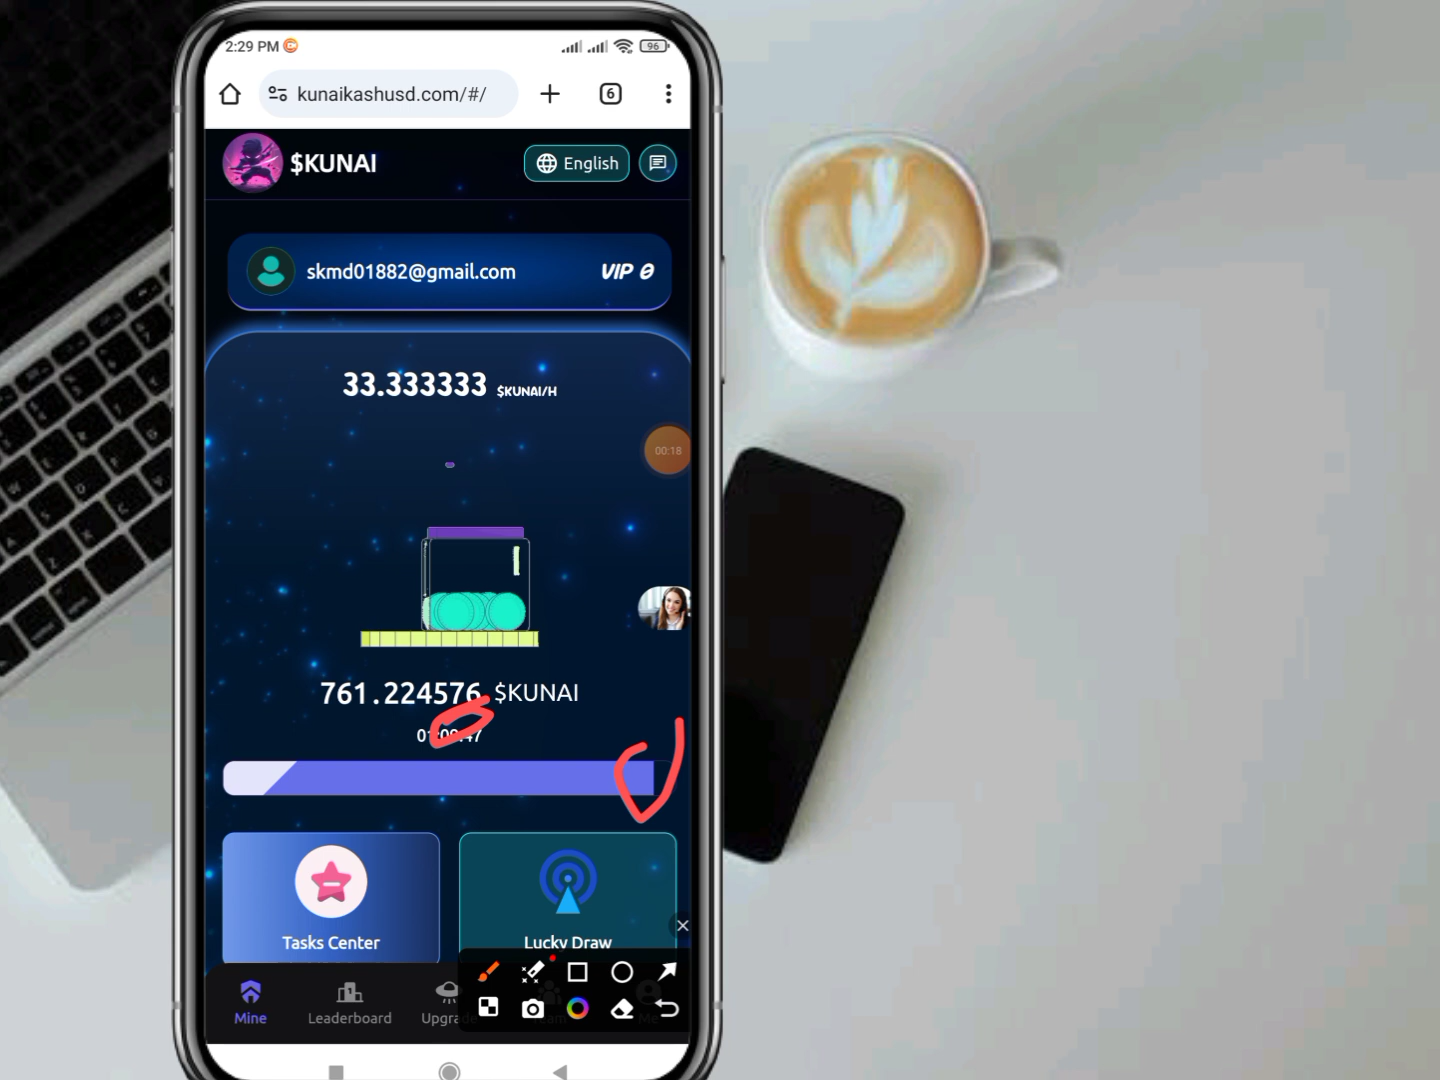 2:29 PM
96
kunaikashusd.com/#/
6
$KUNAI
English
skmd01882@gmail.com
VIP 0
33.333333 $KUNAI/H
00:18
761.224576 $KUNAI
Tasks Center
Lucky Draw
Mine
Leaderboard